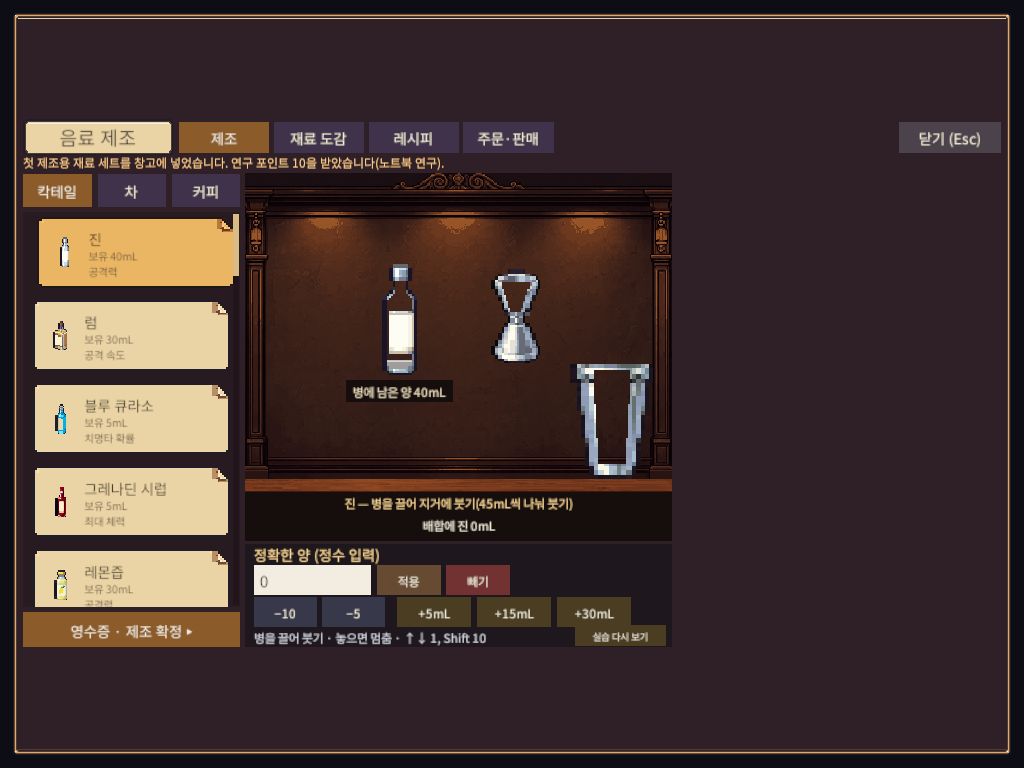 음료 제조
제조
재료 도감
레시피
주문·판매
닫기 (Esc)
첫 제조용 재료 세트를 창고에 넣었습니다. 연구 포인트 10을 받았습니다(노트북 연구).
칵테일
차
커피
진
보유 40mL
공격력
럼
보유 30mL
공격 속도
블루 큐라소
보유 5mL
치명타 확률
그레나딘 시럽
보유 5mL
최대 체력
레몬즙
보유 30mL
공격력
영수증 · 제조 확정 ▸
병에 남은 양 40mL
진 — 병을 끌어 지거에 붓기(45mL씩 나눠 붓기)
배합에 진 0mL
정확한 양 (정수 입력)
0
적용
빼기
−10
−5
+5mL
+15mL
+30mL
병을 끌어 붓기 · 놓으면 멈춤 · ↑↓ 1, Shift 10
실습 다시 보기